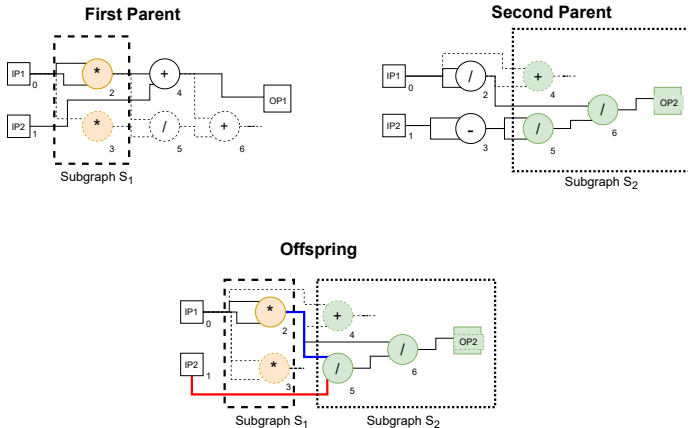 First Parent
Second Parent
IP1
0
*
2
+
4
OP1
IP2
1
*
3
/
5
+
6
Subgraph S1
IP1
0
/
2
+
4
OP2
IP2
1
-
3
/
5
/
6
Subgraph S2
Offspring
IP1
0
*
2
+
4
OP2
IP2
1
*
3
/
5
/
6
Subgraph S1
Subgraph S2